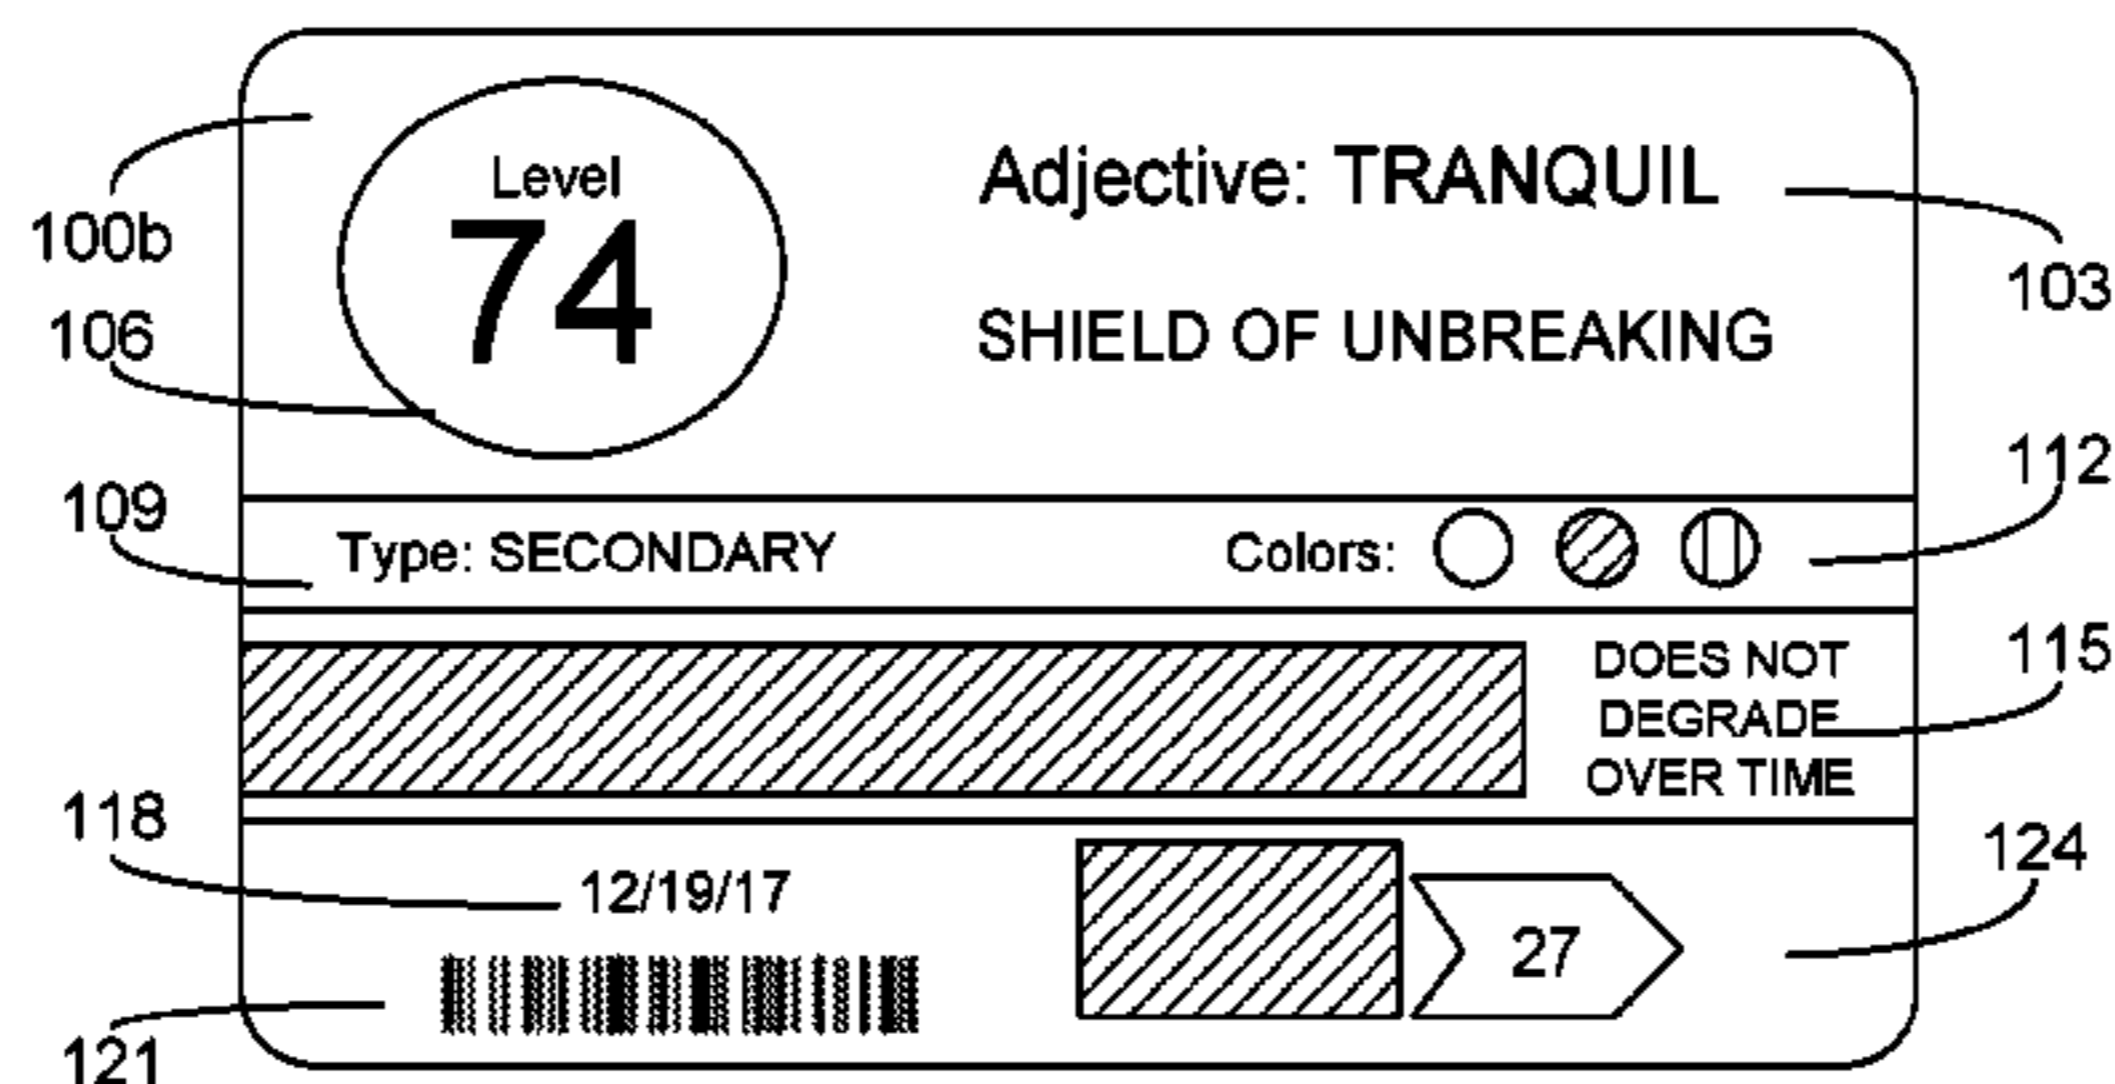 Level
74
Adjective: TRANQUIL
SHIELD OF UNBREAKING
100b
103
106
109
112
Type: SECONDARY
Colors:
115
DOES NOT
DEGRADE
OVER TIME
118
12/19/17
124
27
121